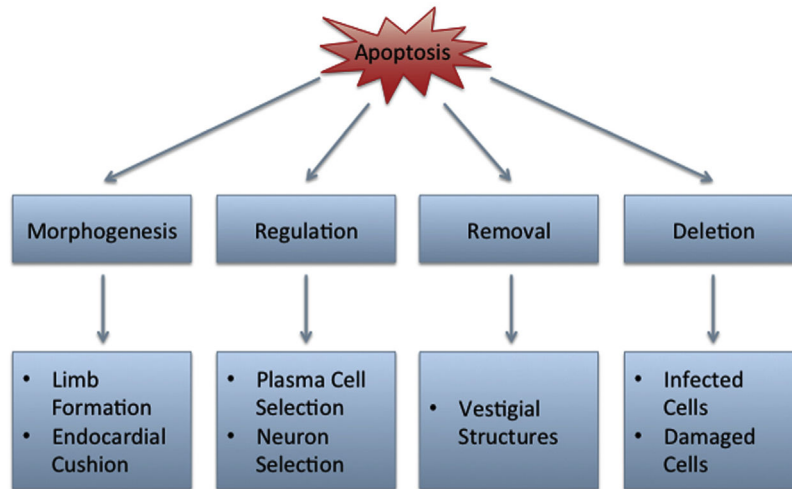 Apoptosis
Morphogenesis
Regulation
Removal
Deletion
• Limb
Formation
• Endocardial
Cushion
• Plasma Cell
Selection
• Neuron
Selection
• Vestigial
Structures
• Infected
Cells
• Damaged
Cells